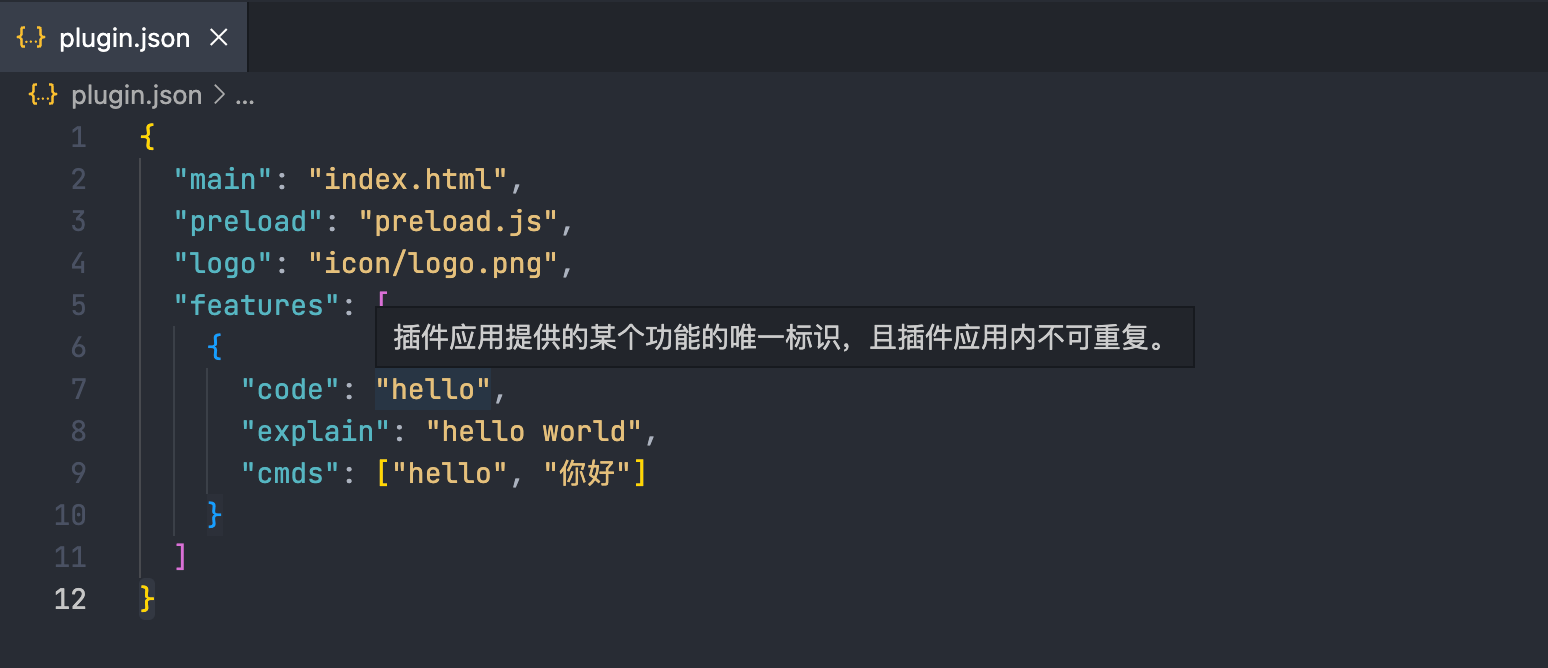 {..} plugin.json ×
{..} plugin.json > ...
1 {
2 "main": "index.html",
3 "preload": "preload.js",
4 "logo": "icon/logo.png",
5 "features": [
插件应用提供的某个功能的唯一标识，且插件应用内不可重复。
6 {
7 "code": "hello",
8 "explain": "hello world",
9 "cmds": ["hello", "你好"]
10 }
11 ]
12 }